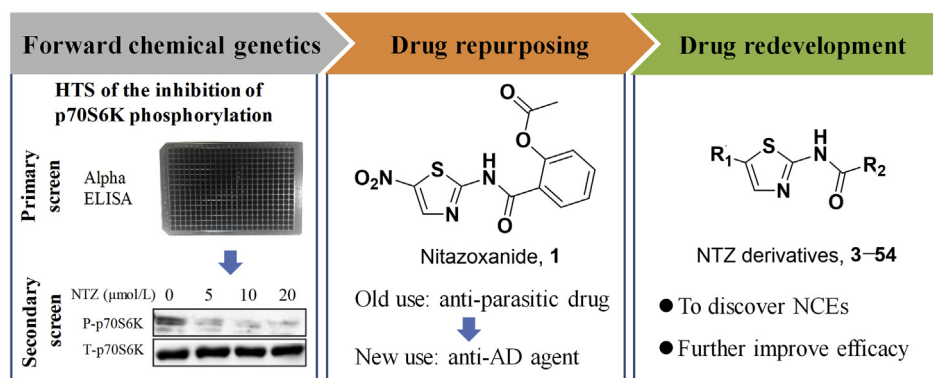 Forward chemical genetics
Drug repurposing
Drug redevelopment
HTS of the inhibition of
p70S6K phosphorylation
Primary
screen
Alpha
ELISA
Secondary
screen
NTZ (μmol/L) 0 5 10 20
P-p70S6K
T-p70S6K
O
O
O₂N
S
N
H
N
O
Nitazoxanide, 1
Old use: anti-parasitic drug
New use: anti-AD agent
R₁
S
N
NH
O
R₂
NTZ derivatives, 3–54
● To discover NCEs
● Further improve efficacy